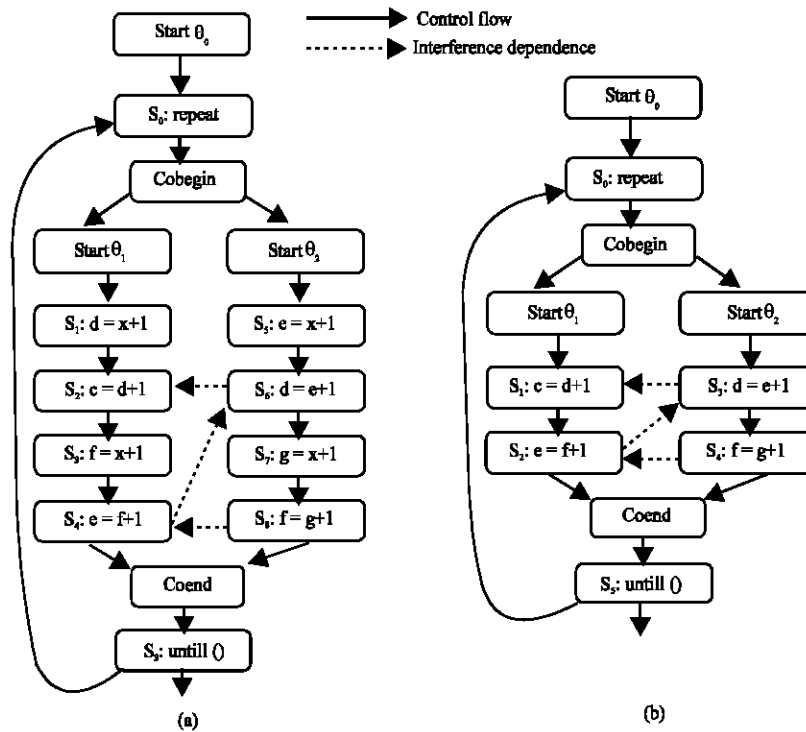 Control flow
Interference dependence
Start θ₀
S₀: repeat
Cobegin
Start θ₁
Start θ₂
S₁: d = x+1
S₅: e = x+1
S₂: c = d+1
S₆: d = e+1
S₃: f = x+1
S₇: g = x+1
S₄: e = f+1
S₈: f = g+1
Coend
S₉: untill ()
(a)
Start θ₀
S₀: repeat
Cobegin
Start θ₁
Start θ₂
S₁: c = d+1
S₃: d = e+1
S₂: e = f+1
S₄: f = g+1
Coend
S₅: untill ()
(b)